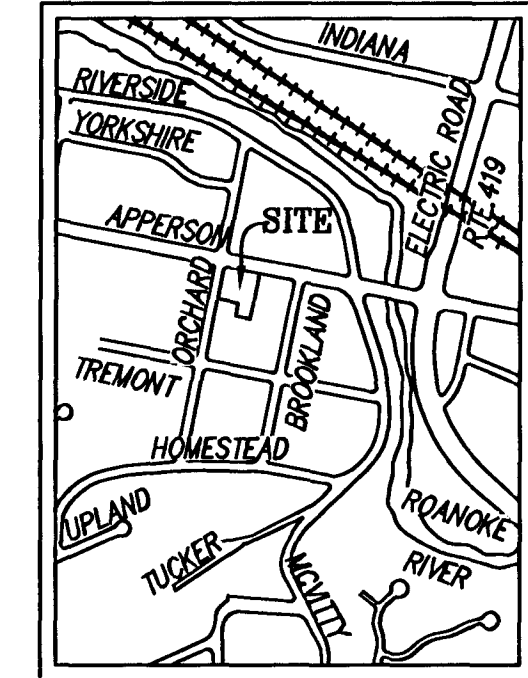 INDIANA
RIVERSIDE
YORKSHIRE
ELECTRIC ROAD
RTE 419
APPERSON
SITE
ORCHARD
BROOKLAND
TREMONT
HOMESTEAD
UPLAND
TUCKER
MCVITTY
ROANOKE
RIVER